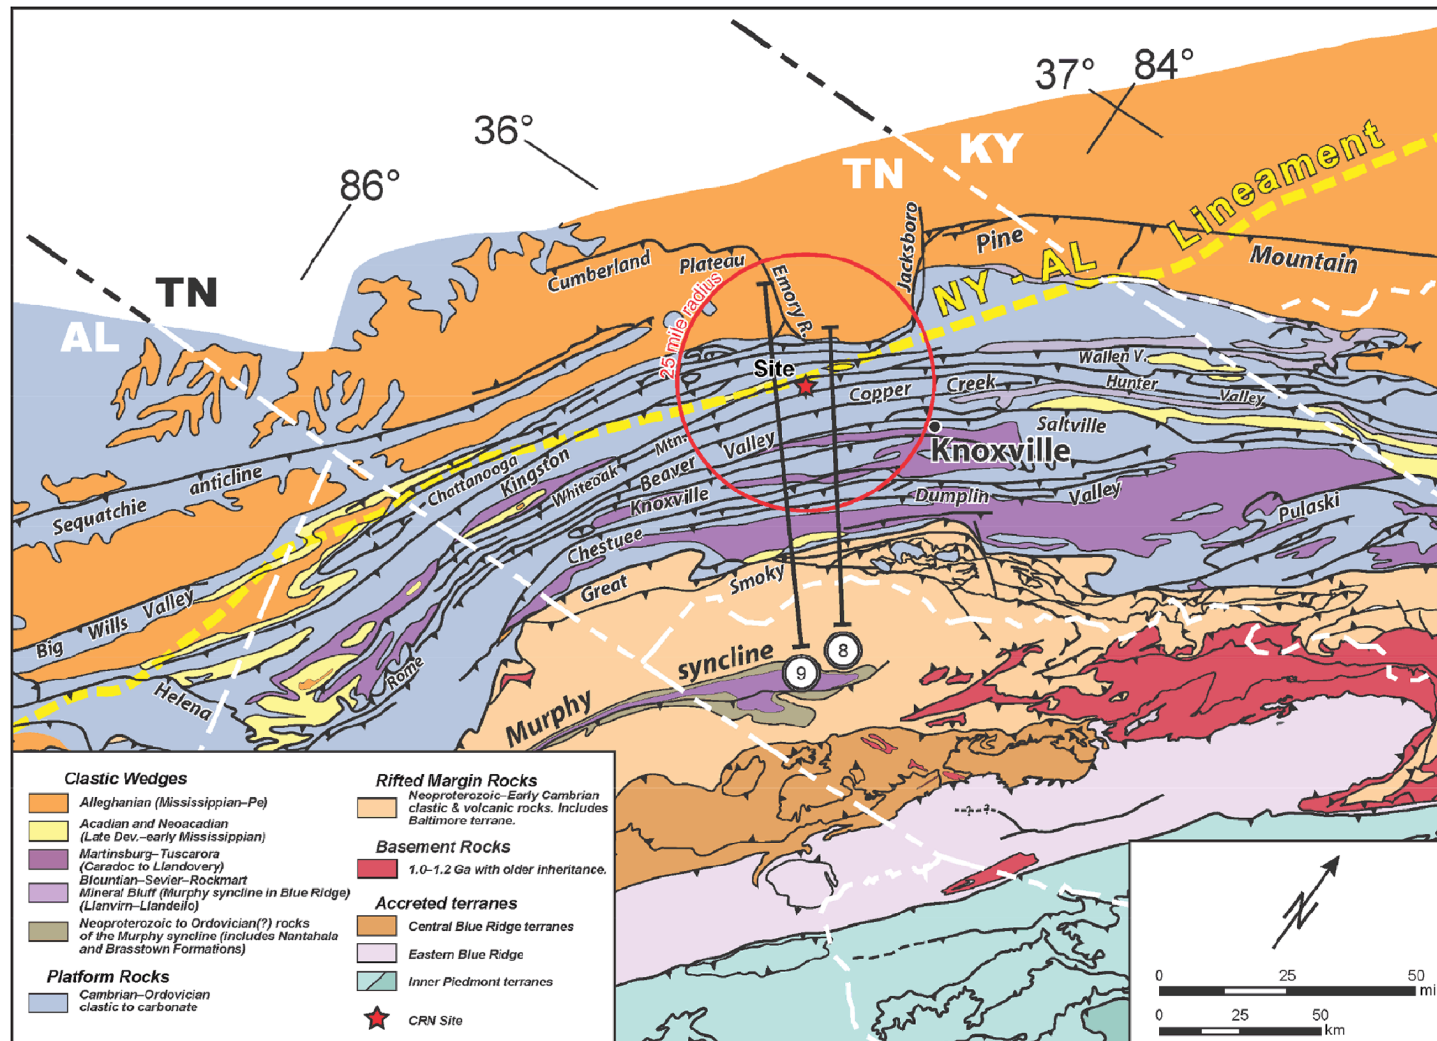 37°
84°
36°
86°
KY
TN
Lineament
NY - AL
Jacksboro
Pine
Mountain
Cumberland
Plateau
Emory R.
25 mile radius
TN
AL
Site
Wallen V.
Hunter
Valley
Copper
Creek
Saltville
Knoxville
Sequatchie
anticline
Chattanooga
Kingston
Whiteoak
Mtn.
Beaver
Valley
Knoxville
Dumplin
Valley
Pulaski
Chestuee
Great
Smoky
Big
Wills
Valley
Helena
Rome
Murphy
syncline
8
9
Clastic Wedges
Alleghanian (Mississippian–Pe)
Acadian and Neoacadian
(Late Dev.–early Mississippian)
Martinsburg–Tuscarora
(Caradoc to Llandovery)
Blountian–Sevier–Rockmart
Mineral Bluff (Murphy syncline in Blue Ridge)
(Llanvirn–Llandeilo)
Neoproterozoic to Ordovician(?) rocks
of the Murphy syncline (includes Nantahala
and Brasstown Formations)
Platform Rocks
Cambrian–Ordovician
clastic to carbonate
Rifted Margin Rocks
Neoproterozoic–Early Cambrian
clastic & volcanic rocks. Includes
Baltimore terrane.
Basement Rocks
1.0–1.2 Ga with older inheritance.
Accreted terranes
Central Blue Ridge terranes
Eastern Blue Ridge
Inner Piedmont terranes
CRN Site
-?--?-
N
0 25 50
mi
0 25 50
km